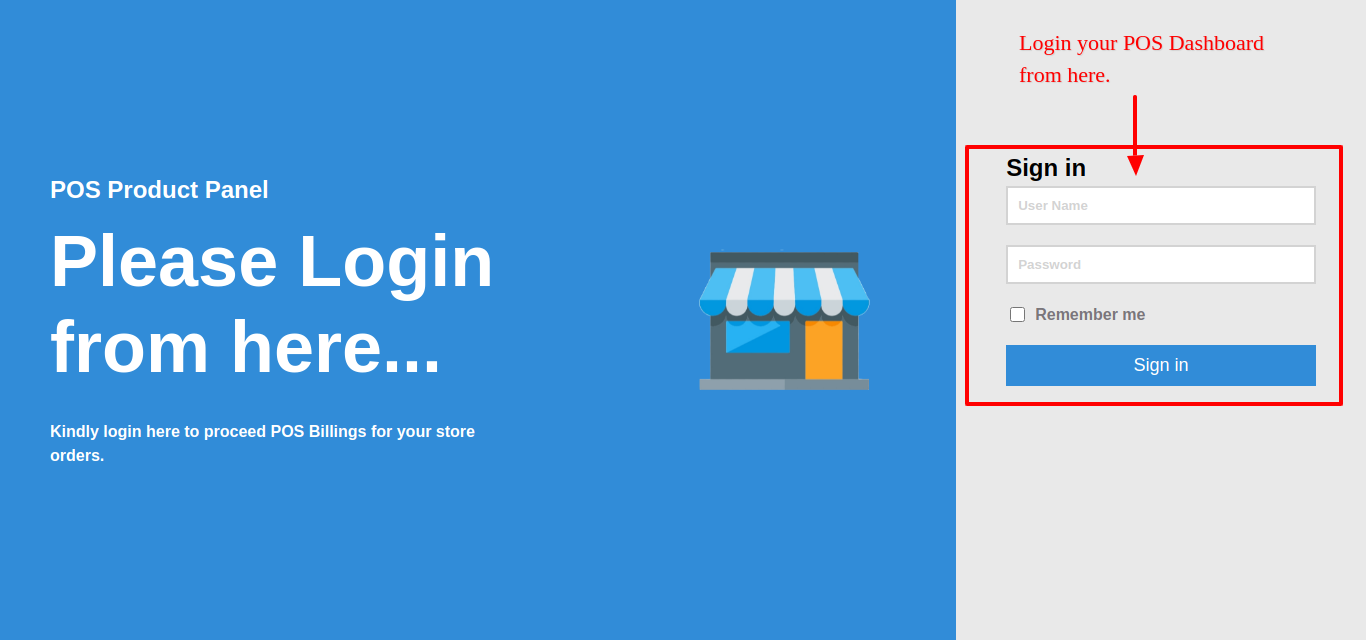 POS Product Panel
Please Login
from here...
Kindly login here to proceed POS Billings for your store
orders.
Login your POS Dashboard
from here.
Sign in
User Name
Password
Remember me
Sign in